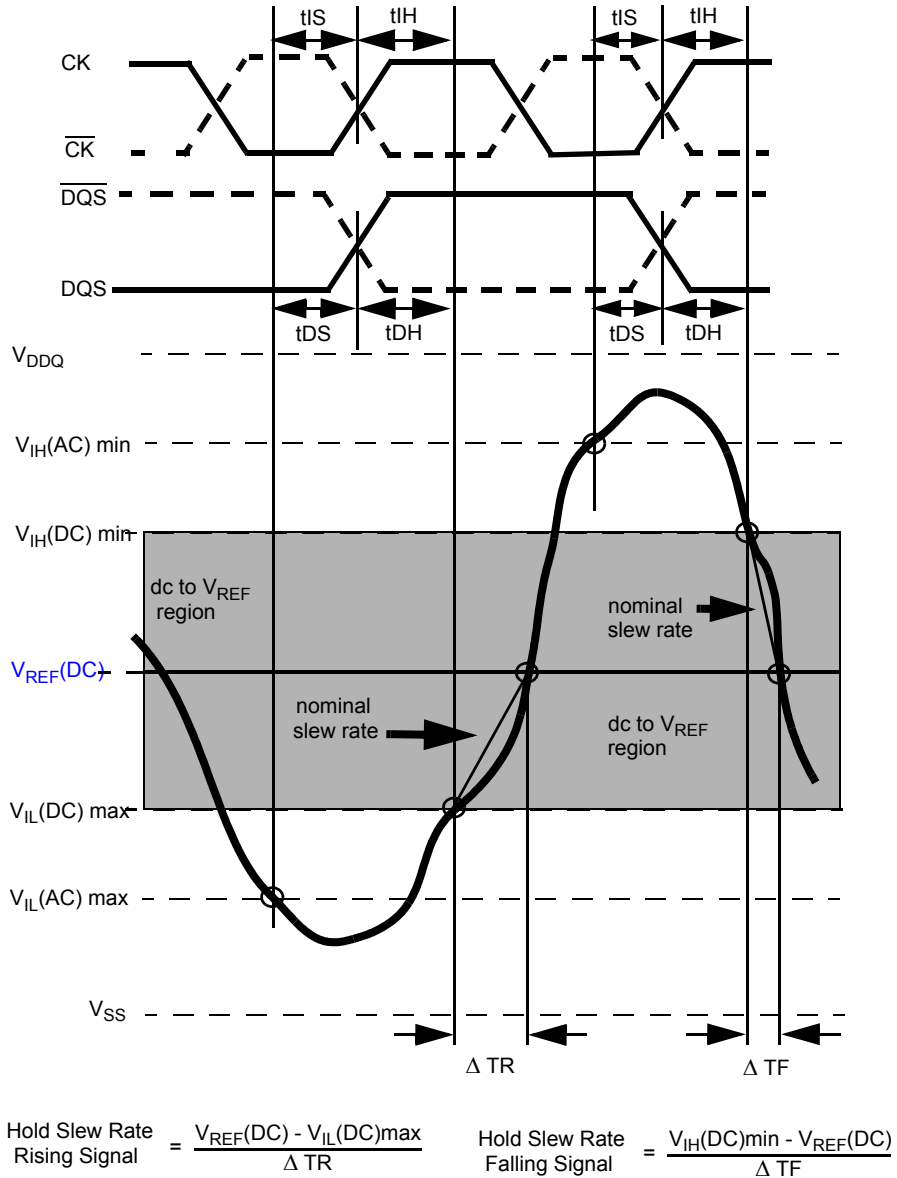 tIS tIH tIS tIH
CK
CK
DQS
DQS
tDS tDH tDS tDH
VDDQ
VIH(AC) min
VIH(DC) min
dc to VREF
region
nominal
slew rate
VREF(DC)
nominal
slew rate
dc to VREF
region
VIL(DC) max
VIL(AC) max
VSS
Δ TR Δ TF
Hold Slew Rate
Rising Signal
= VREF(DC) - VIL(DC)max
Δ TR
Hold Slew Rate
Falling Signal
= VIH(DC)min - VREF(DC)
Δ TF